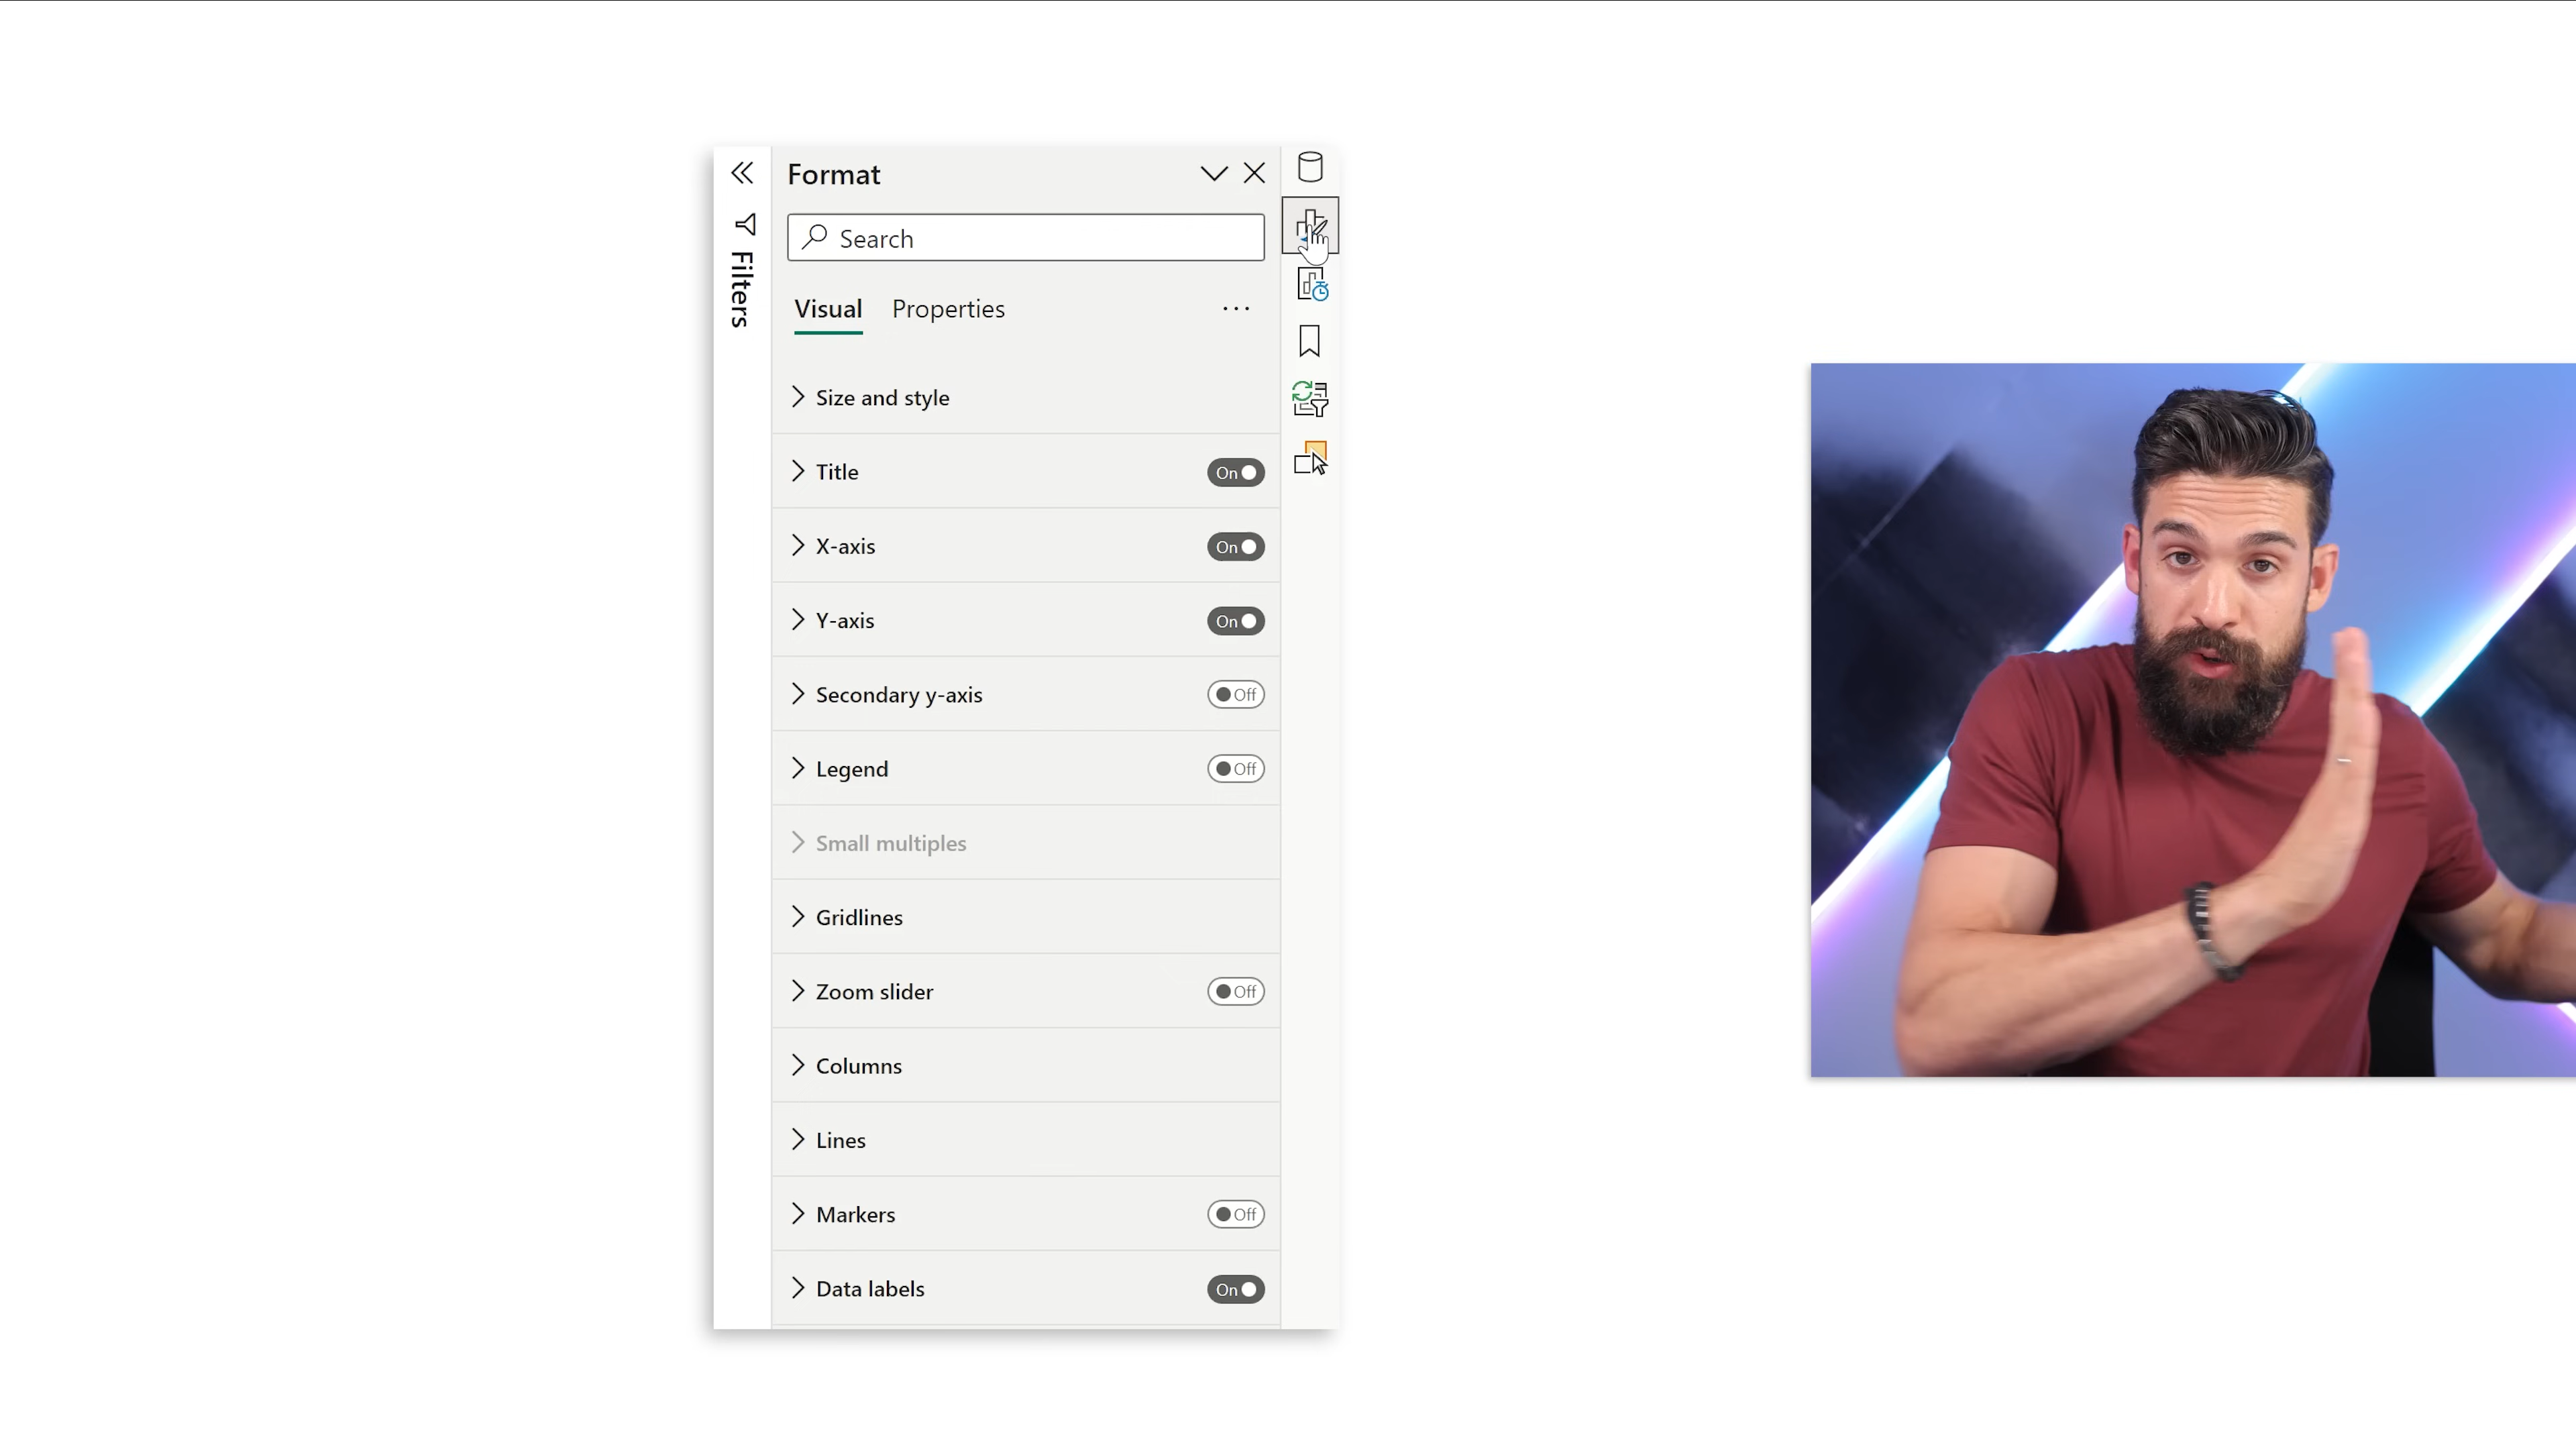 Format
Search
Filters
Visual Properties
Size and style
Title On
X-axis On
Y-axis On
Secondary y-axis Off
Legend Off
Small multiples
Gridlines
Zoom slider Off
Columns
Lines
Markers Off
Data labels On